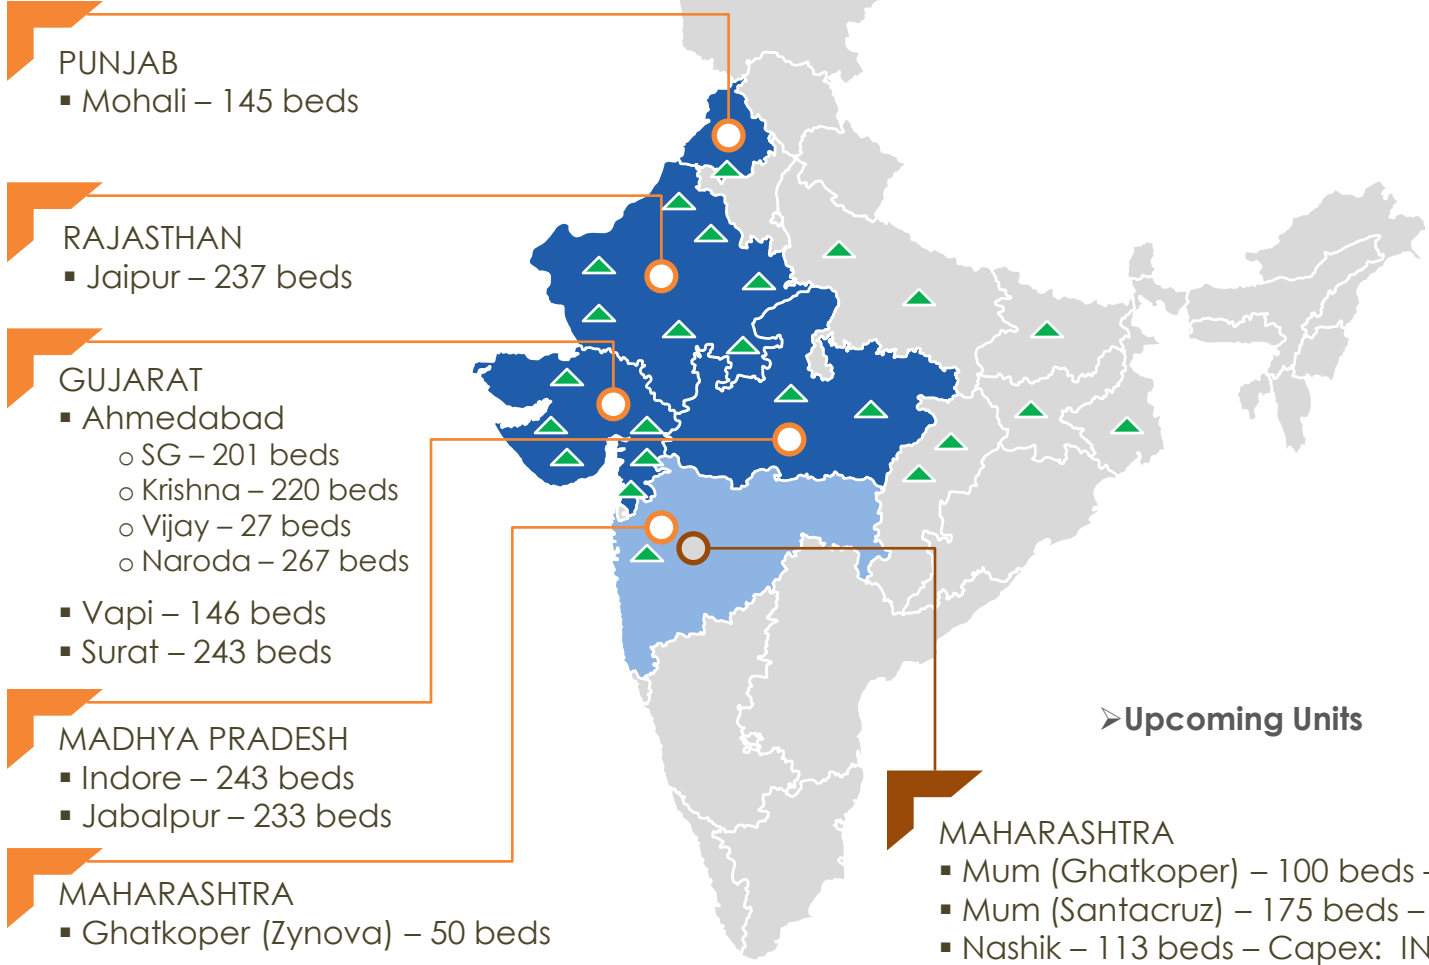 PUNJAB
▪ Mohali – 145 beds
RAJASTHAN
▪ Jaipur – 237 beds
GUJARAT
▪ Ahmedabad
o SG – 201 beds
o Krishna – 220 beds
o Vijay – 27 beds
o Naroda – 267 beds
▪ Vapi – 146 beds
▪ Surat – 243 beds
MADHYA PRADESH
▪ Indore – 243 beds
▪ Jabalpur – 233 beds
MAHARASHTRA
▪ Ghatkoper (Zynova) – 50 beds
➢Upcoming Units
MAHARASHTRA
▪ Mum (Ghatkoper) – 100 beds –
▪ Mum (Santacruz) – 175 beds –
▪ Nashik – 113 beds – Capex: IN